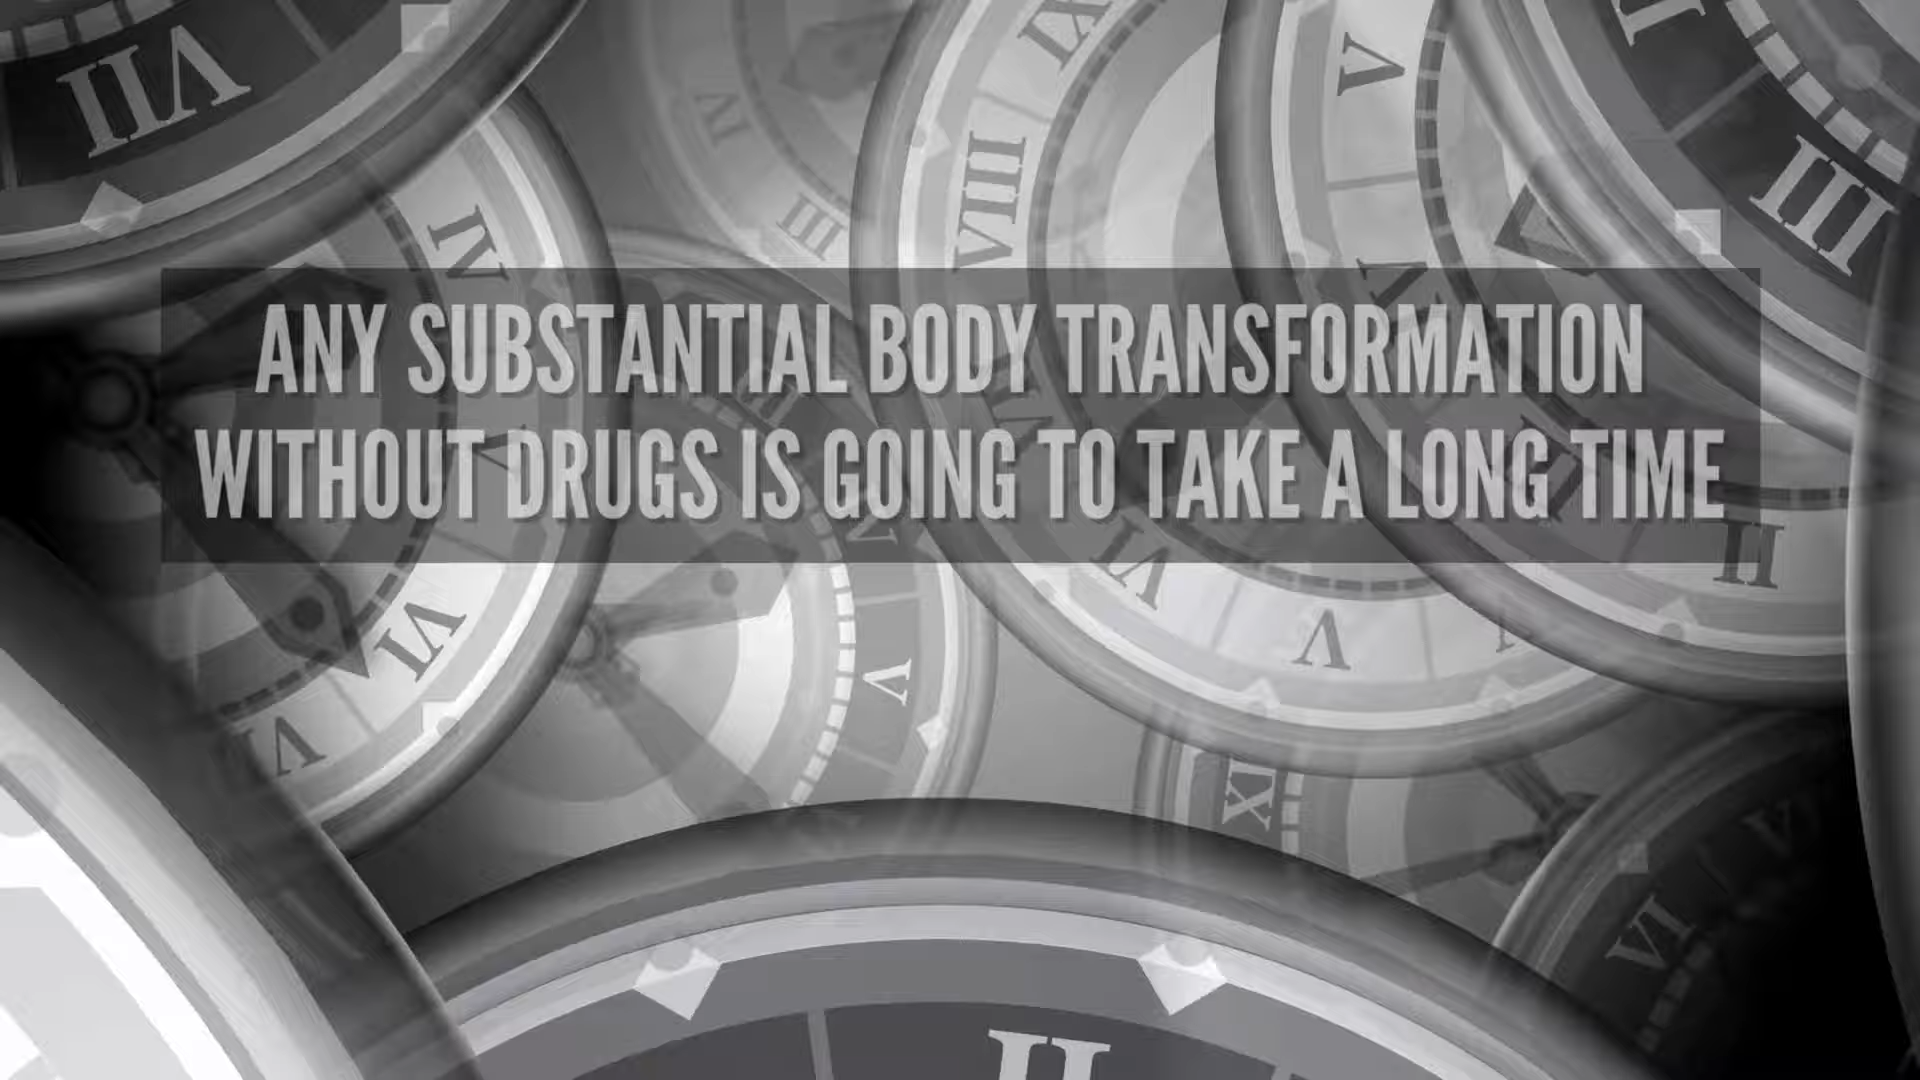 ANY SUBSTANTIAL BODY TRANSFORMATION
WITHOUT DRUGS IS GOING TO TAKE A LONG TIME